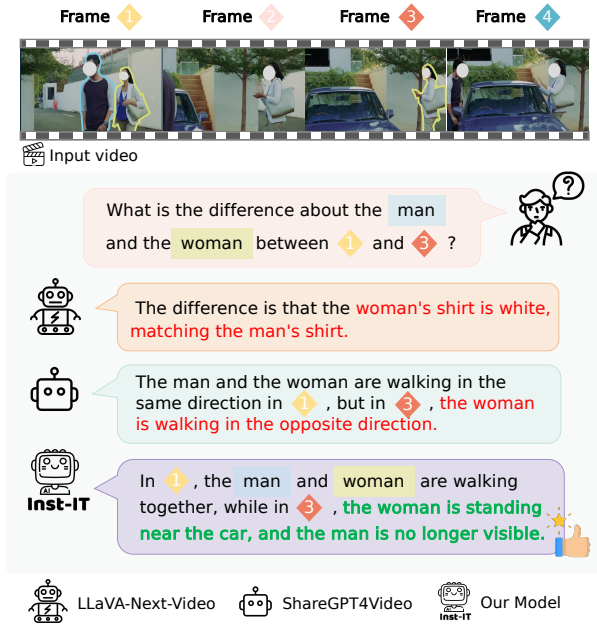 Frame 1 Frame 2 Frame 3 Frame 4
Input video
?
What is the difference about the man
and the woman between 1 and 3 ?
The difference is that the woman's shirt is white,
matching the man's shirt.
The man and the woman are walking in the
same direction in 1 , but in 3 , the woman
is walking in the opposite direction.
AI
Inst-IT
In 1 , the man and woman are walking
together, while in 3 , the woman is standing
near the car, and the man is no longer visible.
LLaVA-Next-Video ShareGPT4Video Inst-IT Our Model